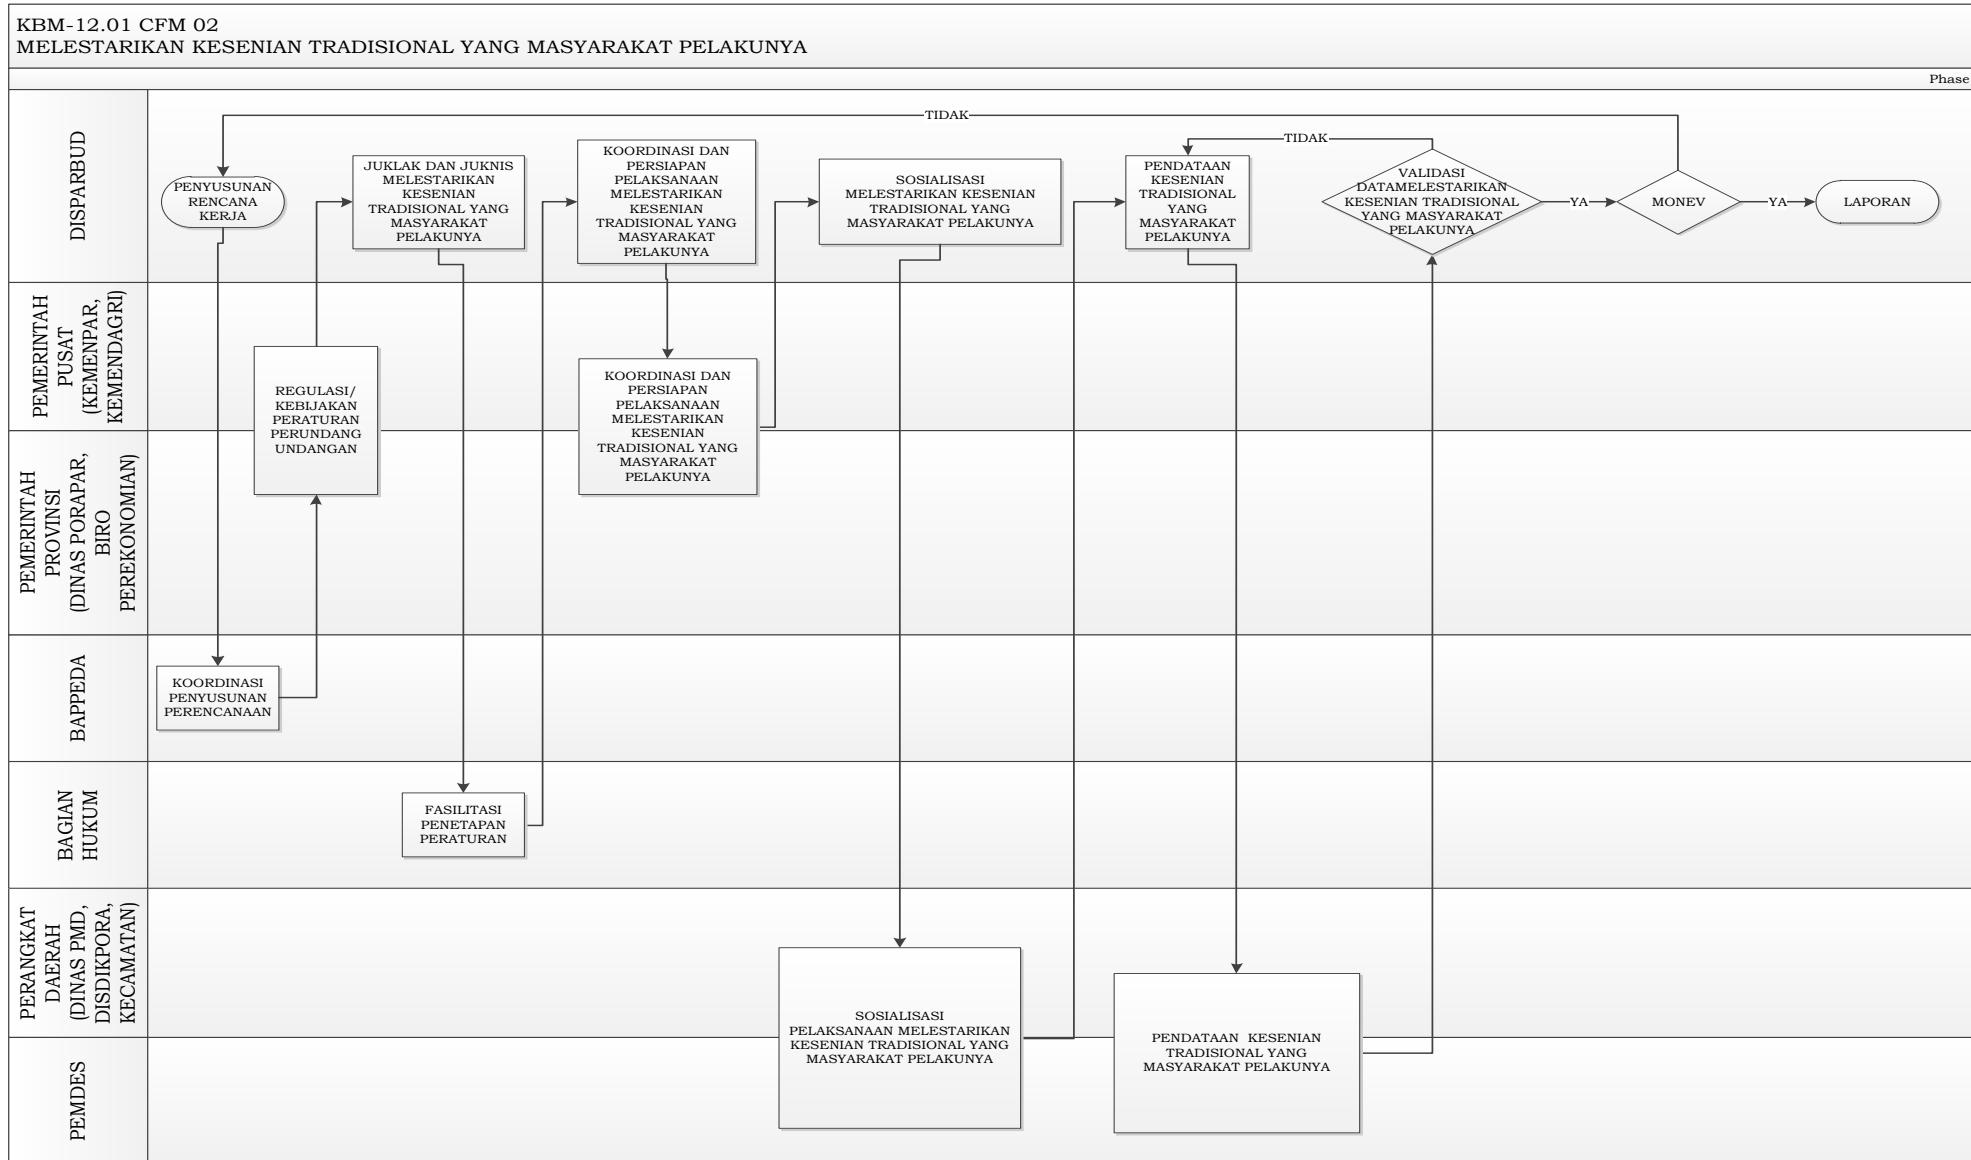 KBM-12.01 CFM 02
MELESTARIKAN KESENIAN TRADISIONAL YANG MASYARAKAT PELAKUNYA
Phase
DISPARBUD
TIDAK
PENYUSUNAN
RENCANA
KERJA
JUKLAK DAN JUKNIS
MELESTARIKAN
KESENIAN
TRADISIONAL YANG
MASYARAKAT
PELAKUNYA
KOORDINASI DAN
PERSIAPAN
PELAKSANAAN
MELESTARIKAN
KESENIAN
TRADISIONAL YANG
MASYARAKAT
PELAKUNYA
SOSIALISASI
MELESTARIKAN KESENIAN
TRADISIONAL YANG
MASYARAKAT PELAKUNYA
PENDATAAN
KESENIAN
TRADISIONAL
YANG
MASYARAKAT
PELAKUNYA
TIDAK
VALIDASI
DATAMELESTARIKAN
KESENIAN TRADISIONAL
YANG MASYARAKAT
PELAKUNYA
YA
MONEV
YA
LAPORAN
PEMERINTAH
PUSAT
(KEMENPAR,
KEMENDAGRI)
REGULASI/
KEBIJAKAN
PERATURAN
PERUNDANG
UNDANGAN
KOORDINASI DAN
PERSIAPAN
PELAKSANAAN
MELESTARIKAN
KESENIAN
TRADISIONAL YANG
MASYARAKAT
PELAKUNYA
PEMERINTAH
PROVINSI
(DINAS PORAPAR,
BIRO
PEREKONOMIAN)
BAPPEDA
KOORDINASI
PENYUSUNAN
PERENCANAAN
BAGIAN
HUKUM
FASILITASI
PENETAPAN
PERATURAN
PERANGKAT
DAERAH
(DINAS PMD,
DISDIKPORA,
KECAMATAN)
SOSIALISASI
PELAKSANAAN MELESTARIKAN
KESENIAN TRADISIONAL YANG
MASYARAKAT PELAKUNYA
PENDATAAN  KESENIAN
TRADISIONAL YANG
MASYARAKAT PELAKUNYA
PEMDES